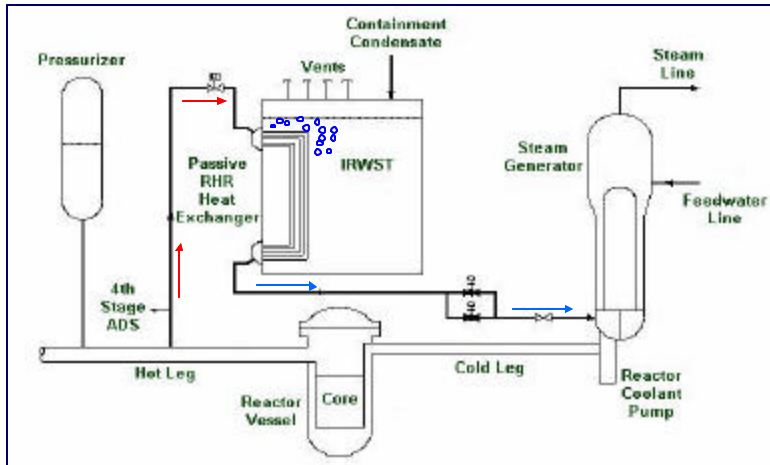 Containment
Condensate
Pressurizer
Vents
Steam
Line
Passive
RHR
Heat
Exchanger
IRWST
Steam
Generator
Feedwater
Line
4th
Stage
ADS
Hot Leg
Cold Leg
Reactor
Vessel
Core
Reactor
Coolant
Pump